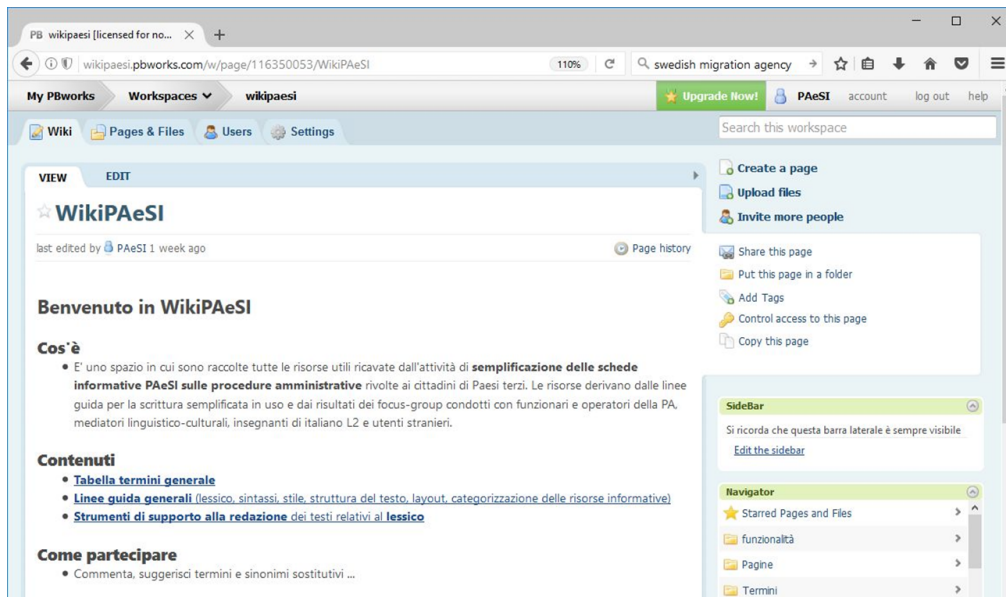 PB wikipaesi [licensed for no...
wikipaesi.pbworks.com/w/page/116350053/WikiPAeSI
110%
swedish migration agency
My PBworks
Workspaces
wikipaesi
Upgrade Now!
PAeSI
account
log out
help
Wiki
Pages & Files
Users
Settings
Search this workspace
VIEW
EDIT
WikiPAeSI
last edited by PAeSI 1 week ago
Page history
Benvenuto in WikiPAeSI
Cos'è
E' uno spazio in cui sono raccolte tutte le risorse utili ricavate dall'attività di semplificazione delle schede
informative PAeSI sulle procedure amministrative rivolte ai cittadini di Paesi terzi. Le risorse derivano dalle linee
guida per la scrittura semplificata in uso e dai risultati dei focus-group condotti con funzionari e operatori della PA,
mediatori linguistico-culturali, insegnanti di italiano L2 e utenti stranieri.
Contenuti
Tabella termini generale
Linee guida generali (lessico, sintassi, stile, struttura del testo, layout, categorizzazione delle risorse informative)
Strumenti di supporto alla redazione dei testi relativi al lessico
Come partecipare
Commenta, suggerisci termini e sinonimi sostitutivi ...
Create a page
Upload files
Invite more people
Share this page
Put this page in a folder
Add Tags
Control access to this page
Copy this page
SideBar
Si ricorda che questa barra laterale è sempre visibile
Edit the sidebar
Navigator
Starred Pages and Files
funzionalità
Pagine
Termini